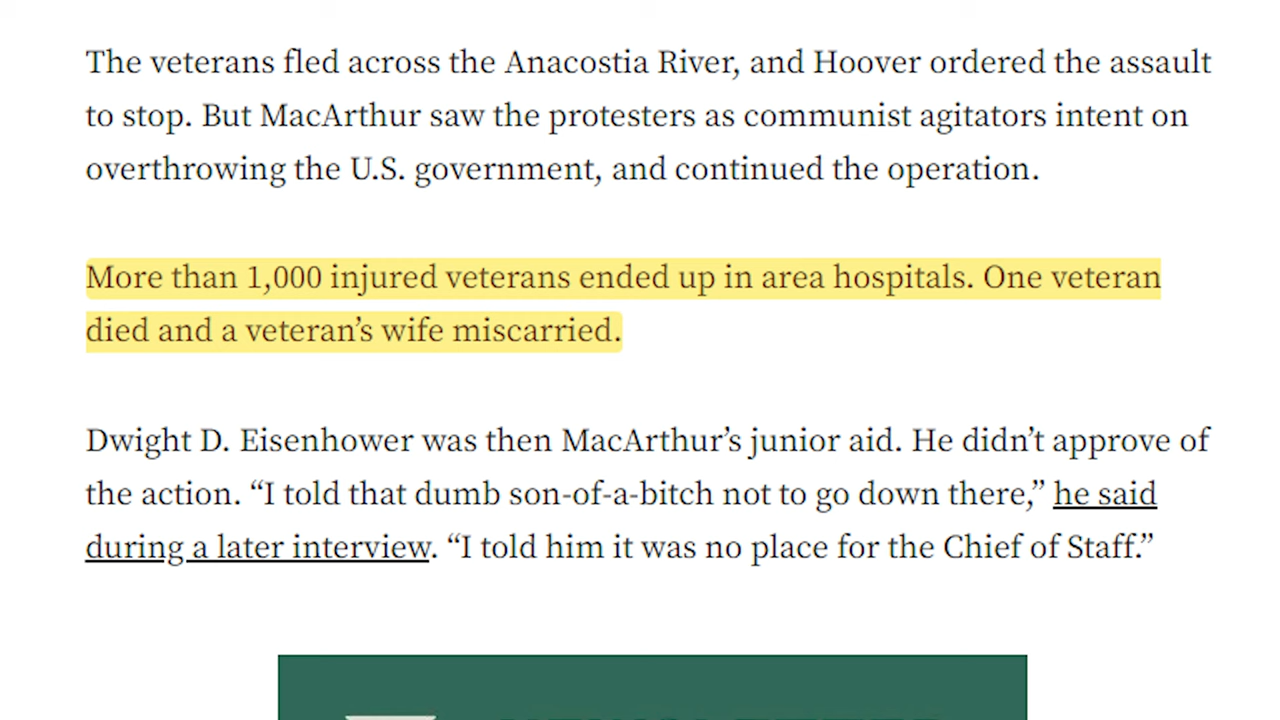 The veterans fled across the Anacostia River, and Hoover ordered the assault
to stop. But MacArthur saw the protesters as communist agitators intent on
overthrowing the U.S. government, and continued the operation.
More than 1,000 injured veterans ended up in area hospitals. One veteran
died and a veteran’s wife miscarried.
Dwight D. Eisenhower was then MacArthur’s junior aid. He didn’t approve of
the action. “I told that dumb son-of-a-bitch not to go down there,” he said
during a later interview. “I told him it was no place for the Chief of Staff.”